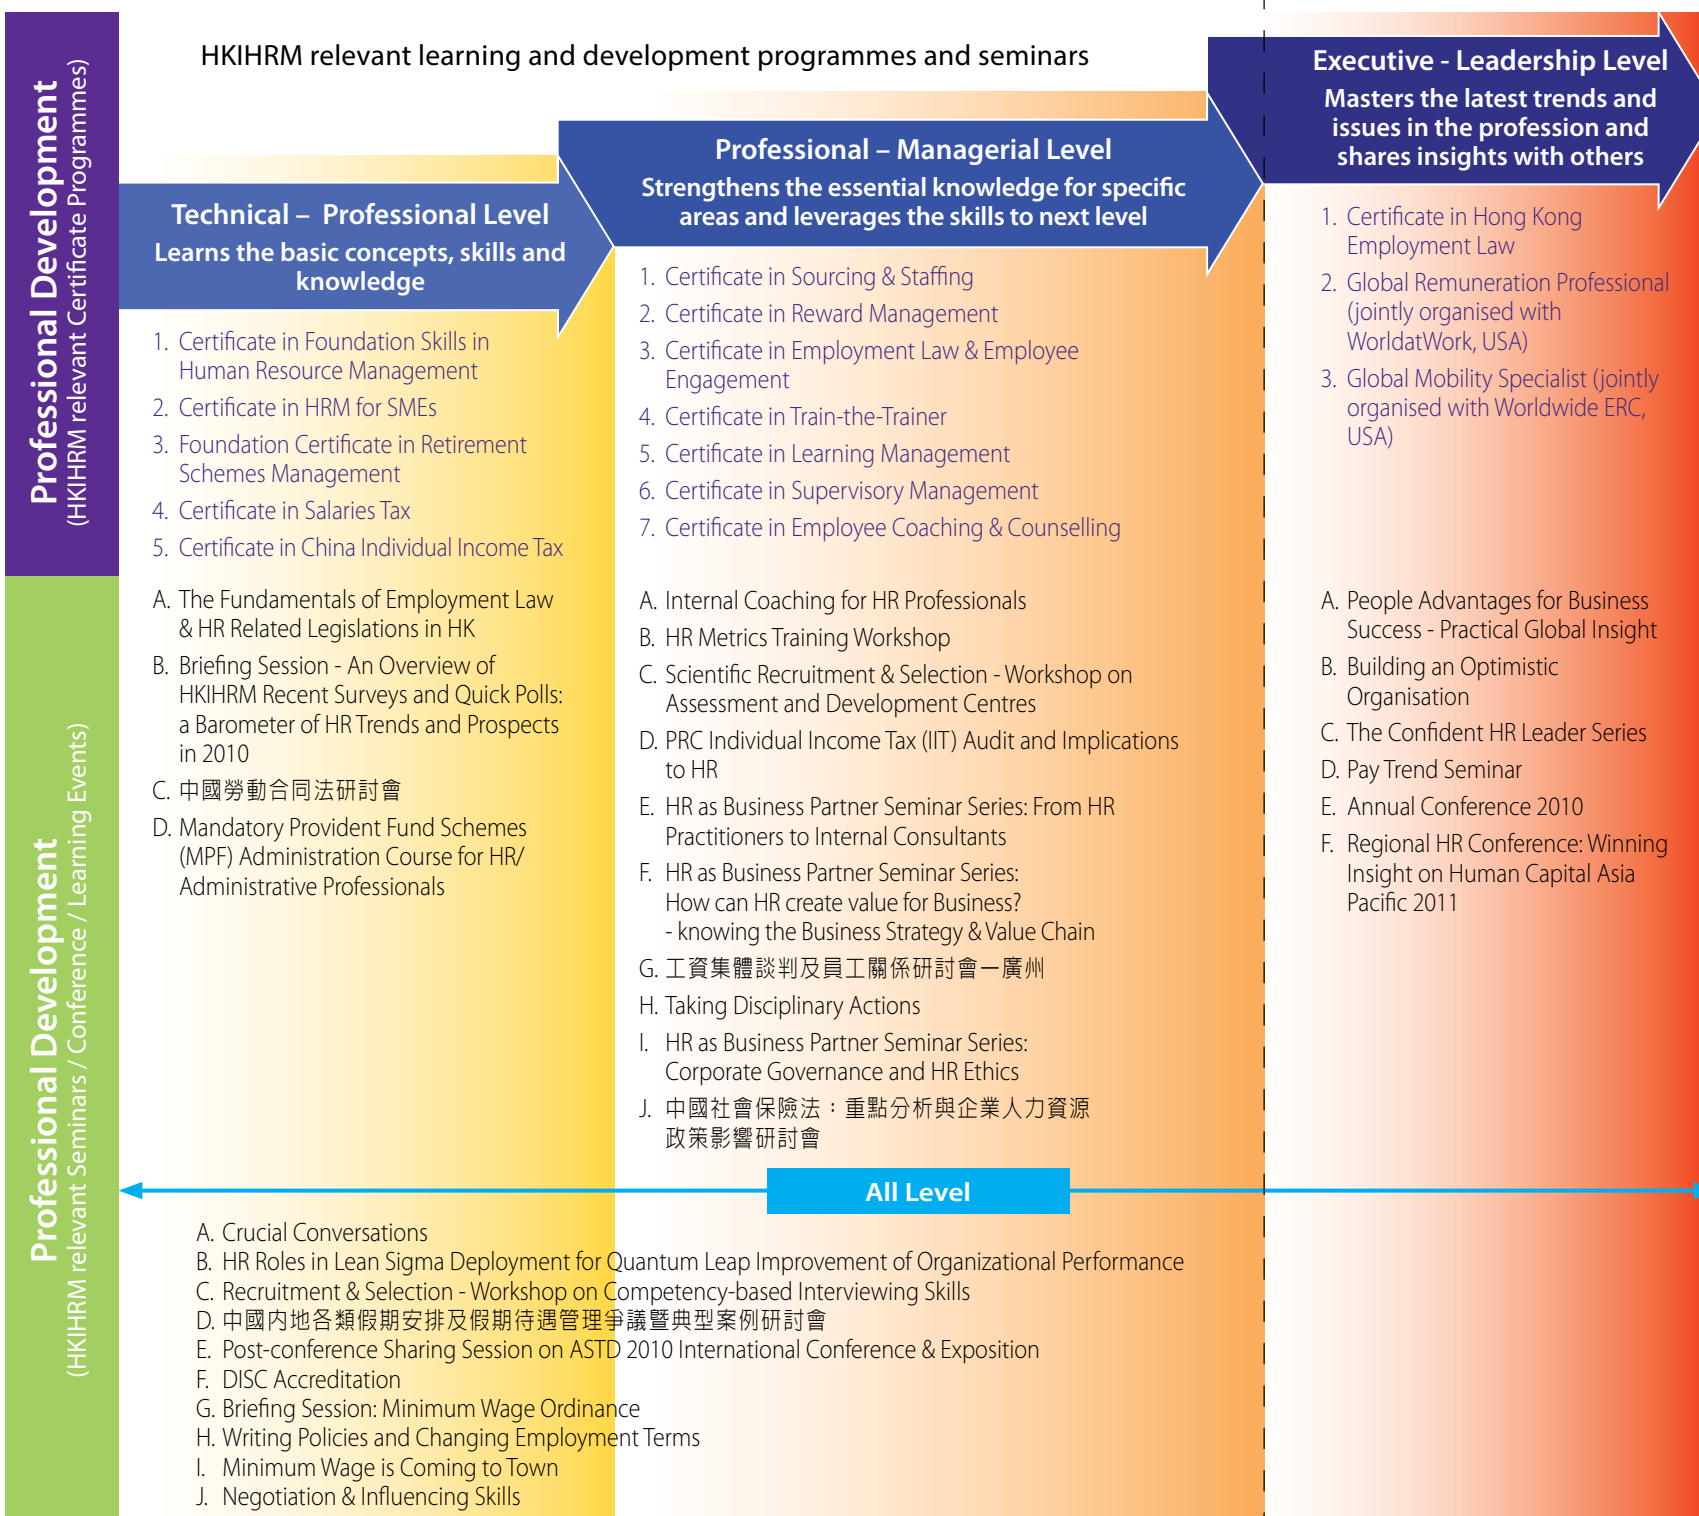 HKIHRM relevant learning and development programmes and seminars
Professional Development
(HKIHRM relevant Certificate Programmes)
Technical – Professional Level
Learns the basic concepts, skills and
knowledge
1. Certificate in Foundation Skills in
Human Resource Management
2. Certificate in HRM for SMEs
3. Foundation Certificate in Retirement
Schemes Management
4. Certificate in Salaries Tax
5. Certificate in China Individual Income Tax
Professional – Managerial Level
Strengthens the essential knowledge for specific
areas and leverages the skills to next level
1. Certificate in Sourcing & Staffing
2. Certificate in Reward Management
3. Certificate in Employment Law & Employee
Engagement
4. Certificate in Train-the-Trainer
5. Certificate in Learning Management
6. Certificate in Supervisory Management
7. Certificate in Employee Coaching & Counselling
Executive - Leadership Level
Masters the latest trends and
issues in the profession and
shares insights with others
1. Certificate in Hong Kong
Employment Law
2. Global Remuneration Professional
(jointly organised with
WorldatWork, USA)
3. Global Mobility Specialist (jointly
organised with Worldwide ERC,
USA)
Professional Development
(HKIHRM relevant Seminars / Conference / Learning Events)
A. The Fundamentals of Employment Law
& HR Related Legislations in HK
B. Briefing Session - An Overview of
HKIHRM Recent Surveys and Quick Polls:
a Barometer of HR Trends and Prospects
in 2010
C. 中國勞動合同法研討會
D. Mandatory Provident Fund Schemes
(MPF) Administration Course for HR/
Administrative Professionals
A. Internal Coaching for HR Professionals
B. HR Metrics Training Workshop
C. Scientific Recruitment & Selection - Workshop on
Assessment and Development Centres
D. PRC Individual Income Tax (IIT) Audit and Implications
to HR
E. HR as Business Partner Seminar Series: From HR
Practitioners to Internal Consultants
F. HR as Business Partner Seminar Series:
How can HR create value for Business?
- knowing the Business Strategy & Value Chain
G. 工資集體談判及員工關係研討會－廣州
H. Taking Disciplinary Actions
I. HR as Business Partner Seminar Series:
Corporate Governance and HR Ethics
J. 中國社會保險法：重點分析與企業人力資源
政策影響研討會
A. People Advantages for Business
Success - Practical Global Insight
B. Building an Optimistic
Organisation
C. The Confident HR Leader Series
D. Pay Trend Seminar
E. Annual Conference 2010
F. Regional HR Conference: Winning
Insight on Human Capital Asia
Pacific 2011
All Level
A. Crucial Conversations
B. HR Roles in Lean Sigma Deployment for Quantum Leap Improvement of Organizational Performance
C. Recruitment & Selection - Workshop on Competency-based Interviewing Skills
D. 中國内地各類假期安排及假期待遇管理爭議暨典型案例研討會
E. Post-conference Sharing Session on ASTD 2010 International Conference & Exposition
F. DISC Accreditation
G. Briefing Session: Minimum Wage Ordinance
H. Writing Policies and Changing Employment Terms
I. Minimum Wage is Coming to Town
J. Negotiation & Influencing Skills